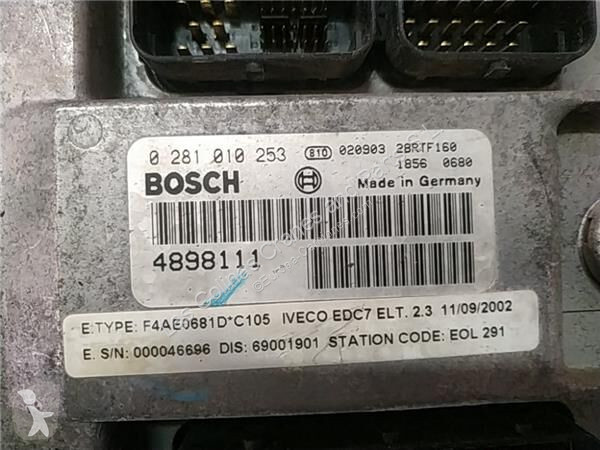 0 281 010 253 810 020903 28RTF160
1856 0680
BOSCH Made in Germany
4898111
E.TYPE: F4AE0681D*C105 IVECO EDC7 ELT. 2.3 11/09/2002
E. S/N: 000046696 DIS: 69001901 STATION CODE: EOL 291